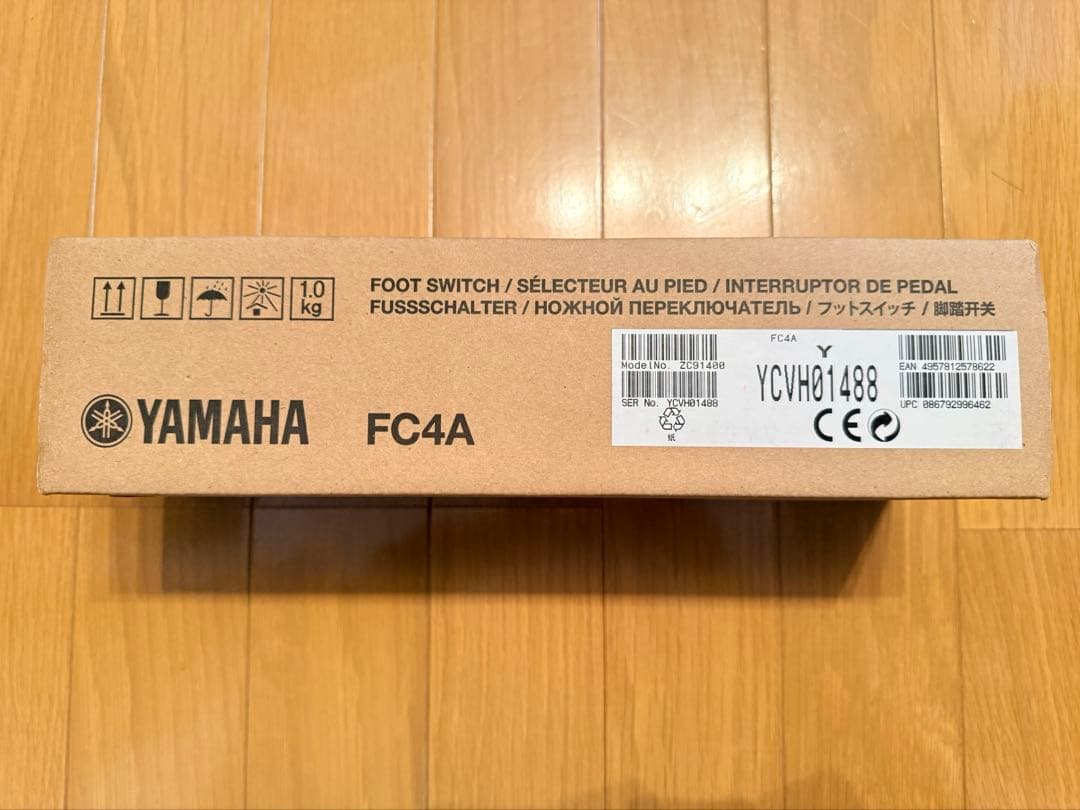 1.0
kg
FOOT SWITCH / SÉLECTEUR AU PIED / INTERRUPTOR DE PEDAL
FUSSSCHALTER / НОЖНОЙ ПЕРЕКЛЮЧАТЕЛЬ / フットスイッチ / 脚踏开关
YAMAHA
FC4A
FC4A
Y
ModelNo. ZC91400
YCVH01488
EAN 4957812578622
SER No. YCVH01488
UPC 086792996462
紙
CE